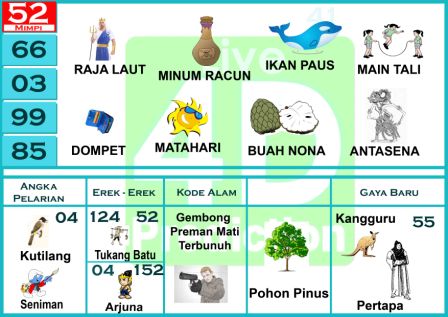 52
MIMPI
66
03
99
85
RAJA LAUT
MINUM RACUN
IKAN PAUS
MAIN TALI
DOMPET
MATAHARI
BUAH NONA
ANTASENA
Live
4D
Prediction
ANGKA PELARIAN
EREK - EREK
KODE ALAM
GAYA BARU
04
Kutilang
Seniman
124 52
Tukang Batu
04 152
Arjuna
Gembong
Preman Mati
Terbunuh
Pohon Pinus
Kangguru
55
Pertapa